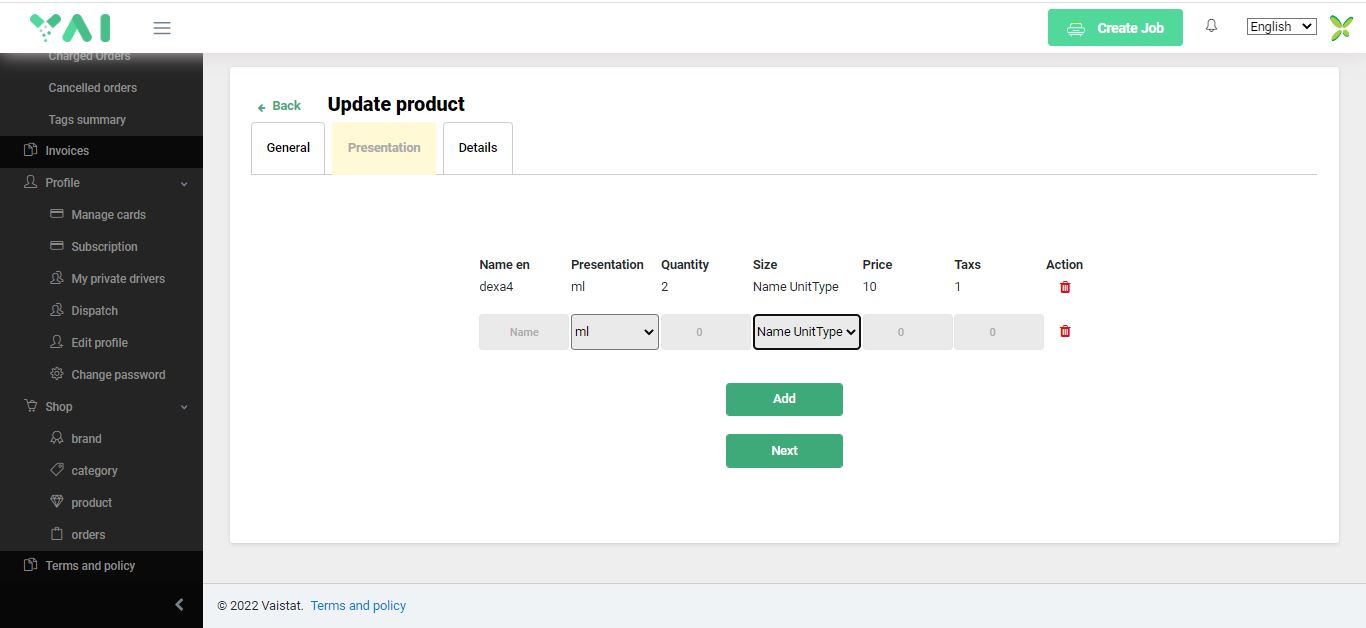 YAI
Create Job
English
Charged Orders
Cancelled orders
Tags summary
Invoices
Profile
Manage cards
Subscription
My private drivers
Dispatch
Edit profile
Change password
Shop
brand
category
product
orders
Terms and policy
Back Update product
General Presentation Details
Name en Presentation Quantity Size Price Taxs Action
dexa4 ml 2 Name UnitType 10 1
Name ml 0 Name UnitType 0 0
Add
Next
© 2022 Vaistat. Terms and policy